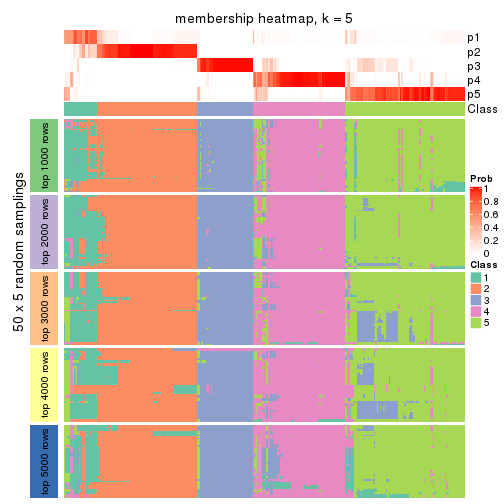 membership heatmap, k = 5
p1
p2
p3
p4
p5
Class
50 x 5 random samplings
top 1000 rows
top 2000 rows
top 3000 rows
top 4000 rows
top 5000 rows
Prob
1
0.8
0.6
0.4
0.2
0
Class
1
2
3
4
5